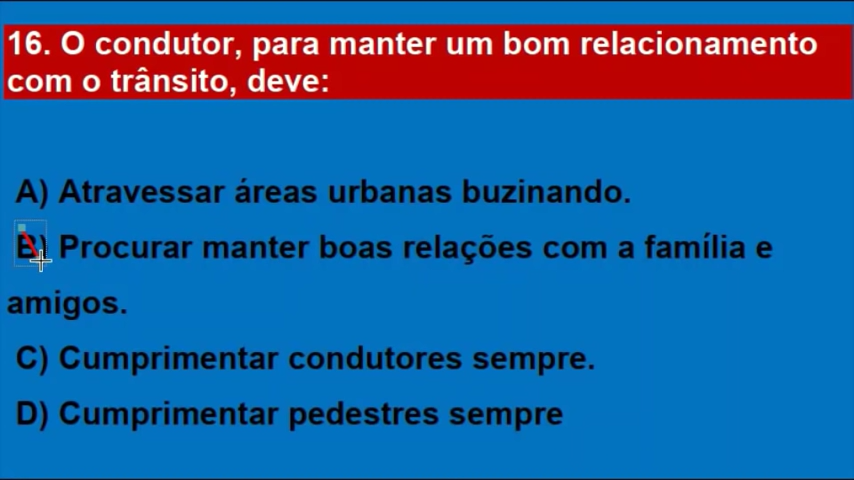 16. O condutor, para manter um bom relacionamento
com o trânsito, deve:
A) Atravessar áreas urbanas buzinando.
B) Procurar manter boas relações com a família e
amigos.
C) Cumprimentar condutores sempre.
D) Cumprimentar pedestres sempre